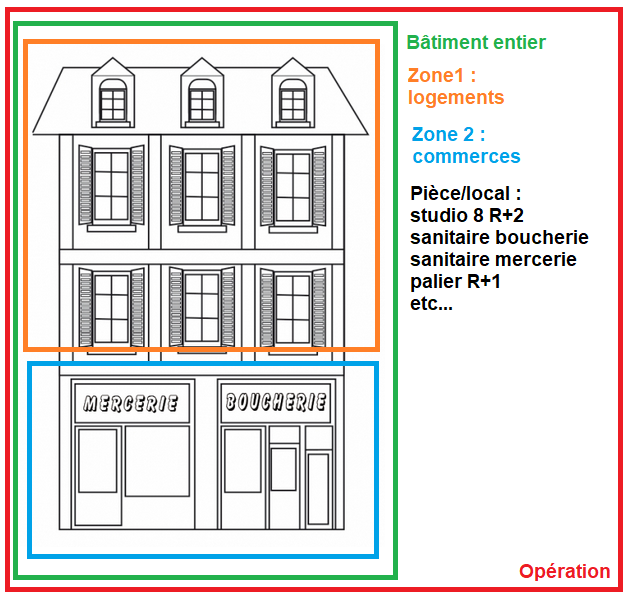 Bâtiment entier
Zone1 :
logements
Zone 2 :
commerces
Pièce/local :
studio 8 R+2
sanitaire boucherie
sanitaire mercerie
palier R+1
etc...
MERCERIE
BOUCHERIE
Opération